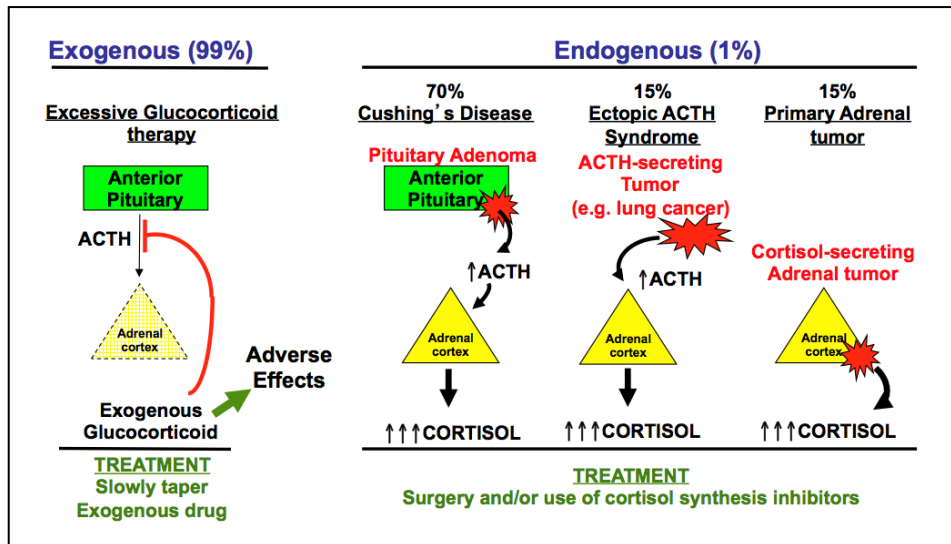 Exogenous (99%)
Excessive Glucocorticoid
therapy
Anterior
Pituitary
ACTH
Adrenal
cortex
Adverse
Effects
Exogenous
Glucocorticoid
TREATMENT
Slowly taper
Exogenous drug
Endogenous (1%)
70%
Cushing's Disease
Pituitary Adenoma
Anterior
Pituitary
↑ACTH
Adrenal
cortex
↑↑↑CORTISOL
15%
Ectopic ACTH
Syndrome
ACTH-secreting
Tumor
(e.g. lung cancer)
↑ACTH
Adrenal
cortex
↑↑↑CORTISOL
15%
Primary Adrenal
tumor
Cortisol-secreting
Adrenal tumor
Adrenal
cortex
↑↑↑CORTISOL
TREATMENT
Surgery and/or use of cortisol synthesis inhibitors